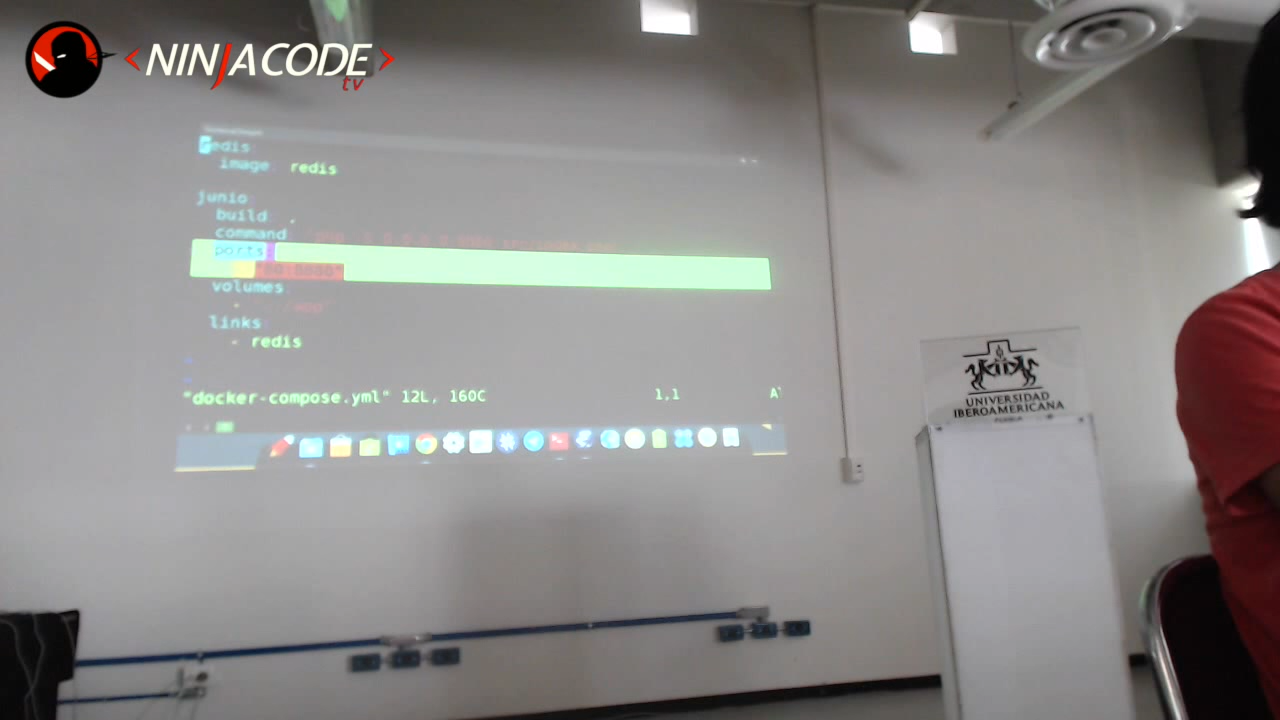 <NINJACODE>
tv
redis
image redis
junio
build .
command
ports:
volumes
links
- redis
"docker-compose.yml" 12L, 160C 1,1
UNIVERSIDAD
IBEROAMERICANA